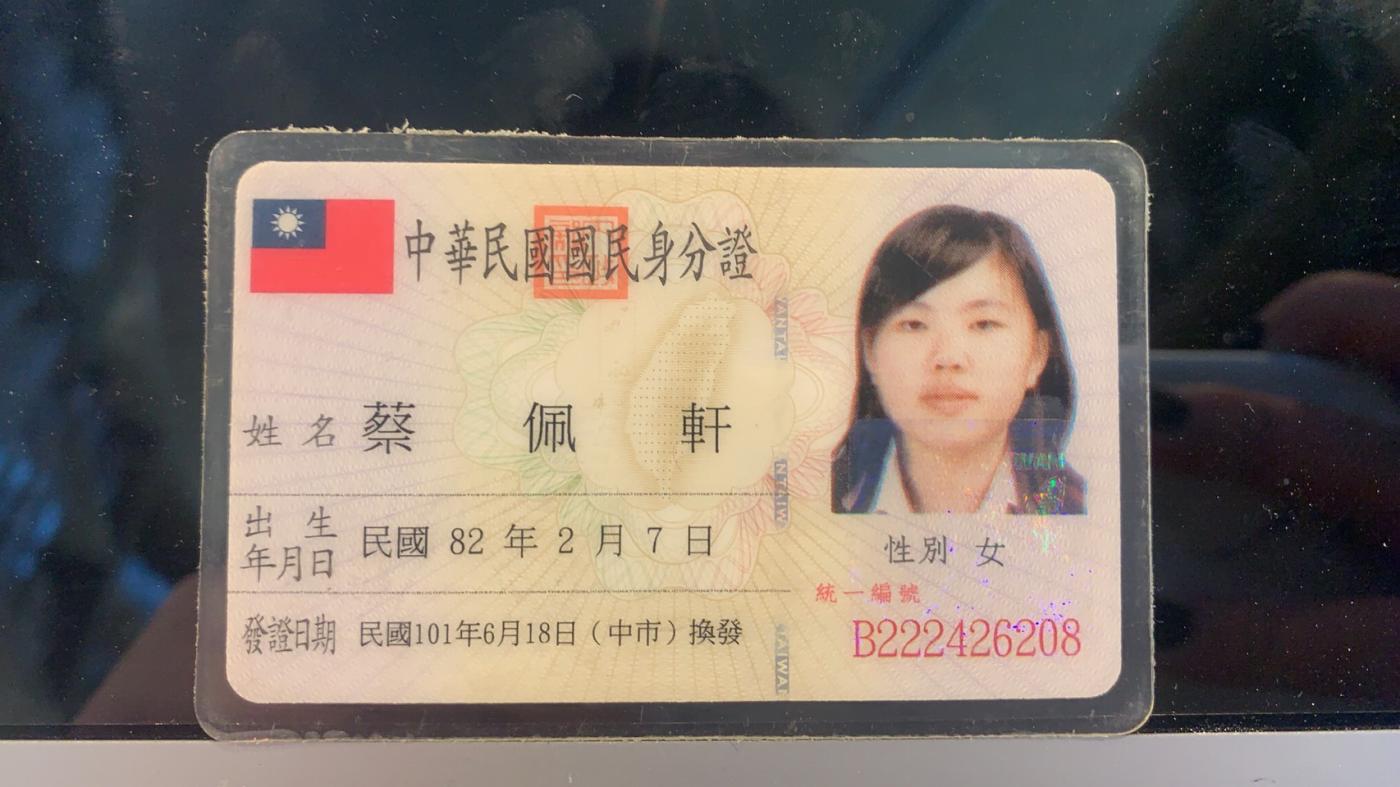 中華民國國民身分證
姓名 蔡佩軒
出生年月日 民國 82 年 2 月 7 日
性別 女
統一編號
B222426208
發證日期 民國101年6月18日（中市）換發
TAIWAN